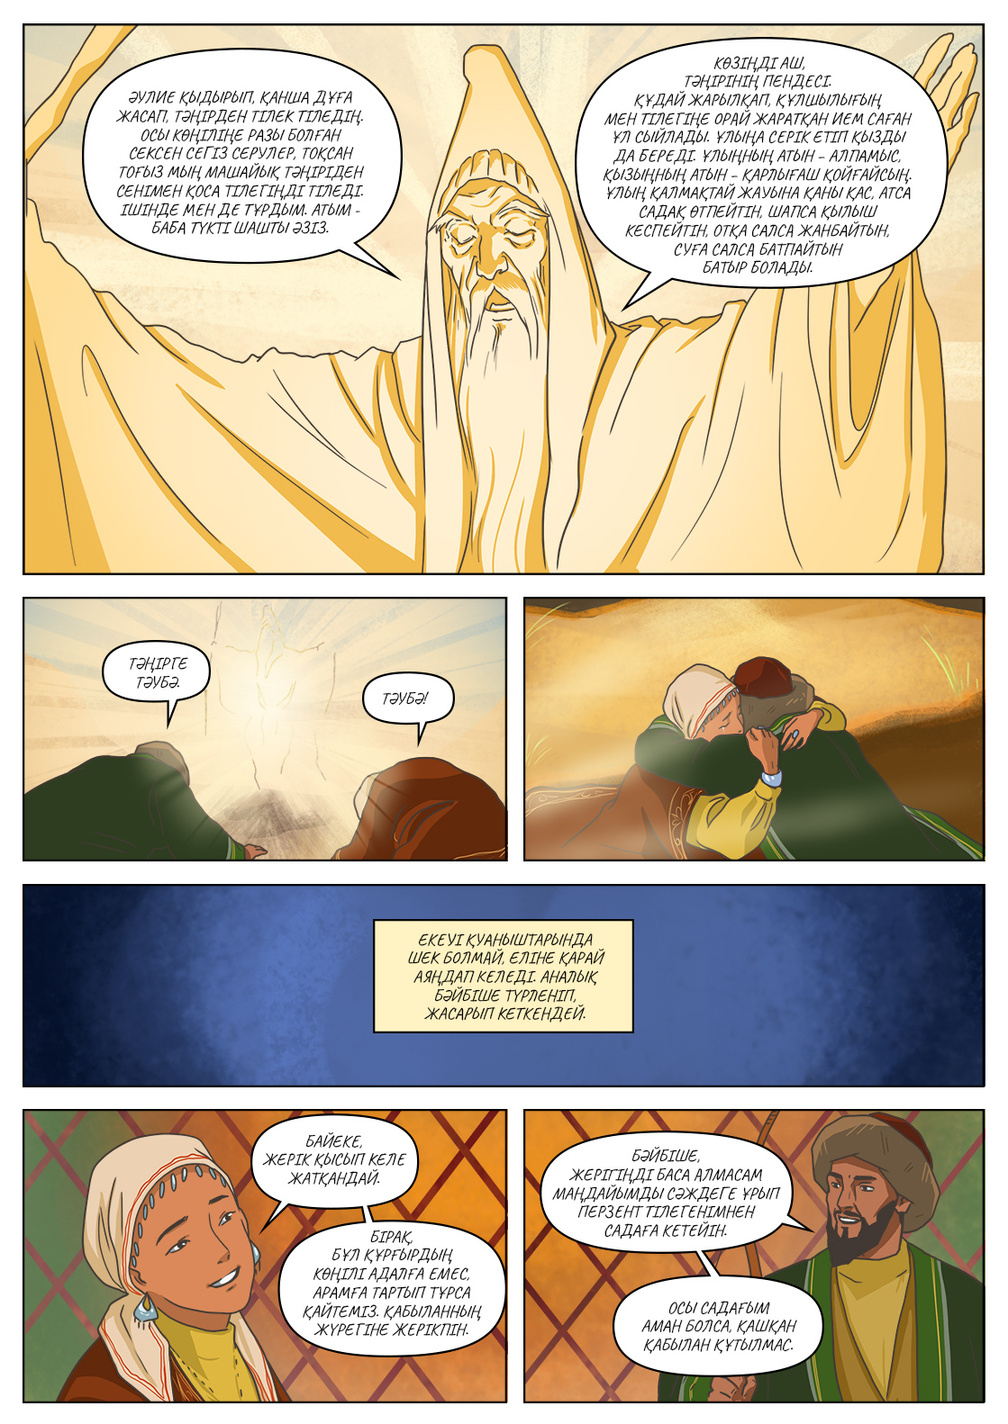 ӘУЛИЕ ҚЫДЫРЫП, ҚАНША ДҰҒА
ЖАСАП, ТӘҢІРДЕН ТІЛЕК ТІЛЕДІҢ.
ОСЫ КӨҢІЛІҢЕ РАЗЫ БОЛҒАН
СЕКСЕН СЕГІЗ СЕРУЛЕР, ТОҚСАН
ТОҒЫЗ МЫҢ МАШАЙЫҚ ТӘҢІРІДЕН
СЕНІМЕН ҚОСА ТІЛЕГІҢДІ ТІЛЕДІ.
ІШІНДЕ МЕН ДЕ ТҰРДЫМ. АТЫМ -
БАБА ТҮКТІ ШАШТЫ ӘЗІЗ.
КӨЗІҢДІ АШ,
ТӘҢІРІНІҢ ПЕНДЕСІ.
ҚҰДАЙ ЖАРЫЛҚАП, ҚҰЛШЫЛЫҒЫҢ
МЕН ТІЛЕГІҢЕ ОРАЙ ЖАРАТҚАН ИЕМ САҒАН
ҰЛ СЫЙЛАДЫ. ҰЛЫҢА СЕРІК ЕТІП ҚЫЗДЫ
ДА БЕРЕДІ. ҰЛЫҢНЫҢ АТЫН – АЛПАМЫС,
ҚЫЗЫҢНЫҢ АТЫН – ҚАРЛЫҒАШ ҚОЙҒАЙСЫҢ.
ҰЛЫҢ ҚАЛМАҚТАЙ ЖАУЫНА ҚАНЫ ҚАС, АТСА
САДАҚ ӨТПЕЙТІН, ШАПСА ҚЫЛЫШ
КЕСПЕЙТІН, ОТҚА САЛСА ЖАНБАЙТЫН,
СУҒА САЛСА БАТПАЙТЫН
БАТЫР БОЛАДЫ.
ТӘҢІРГЕ
ТӘУБӘ.
ТӘУБӘ!
ЕКЕУІ ҚУАНЫШТАРЫНДА
ШЕК БОЛМАЙ, ЕЛІНЕ ҚАРАЙ
АЯҢДАП КЕЛЕДІ. АНАЛЫҚ
БӘЙБІШЕ ТҮРЛЕНІП,
ЖАСАРЫП КЕТКЕНДЕЙ.
БАЙЕКЕ,
ЖЕРІК ҚЫСЫП КЕЛЕ
ЖАТҚАНДАЙ.
БІРАҚ,
БҰЛ ҚҰРҒЫРДЫҢ
КӨҢІЛІ АДАЛҒА ЕМЕС,
АРАМҒА ТАРТЫП ТҰРСА
ҚАЙТЕМІЗ. ҚАБЫЛАННЫҢ
ЖҮРЕГІНЕ ЖЕРІКПІН.
БӘЙБІШЕ,
ЖЕРІГІҢДІ БАСА АЛМАСАМ
МАҢДАЙЫМДЫ СӘЖДЕГЕ ҰРЫП
ПЕРЗЕНТ ТІЛЕГЕНІМНЕН
САДАҒА КЕТЕЙІН.
ОСЫ САДАҒЫМ
АМАН БОЛСА, ҚАШҚАН
ҚАБЫЛАН ҚҰТЫЛМАС.